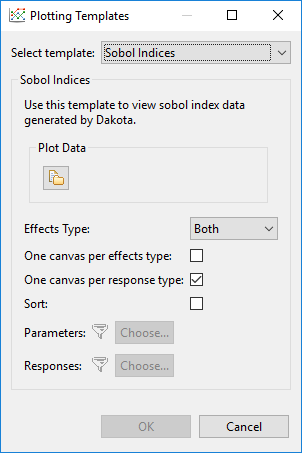 Plotting Templates
Select template: Sobol Indices
Sobol Indices
Use this template to view sobol index data
generated by Dakota.
Plot Data
Effects Type: Both
One canvas per effects type:
One canvas per response type:
Sort:
Parameters: Choose...
Responses: Choose...
OK Cancel